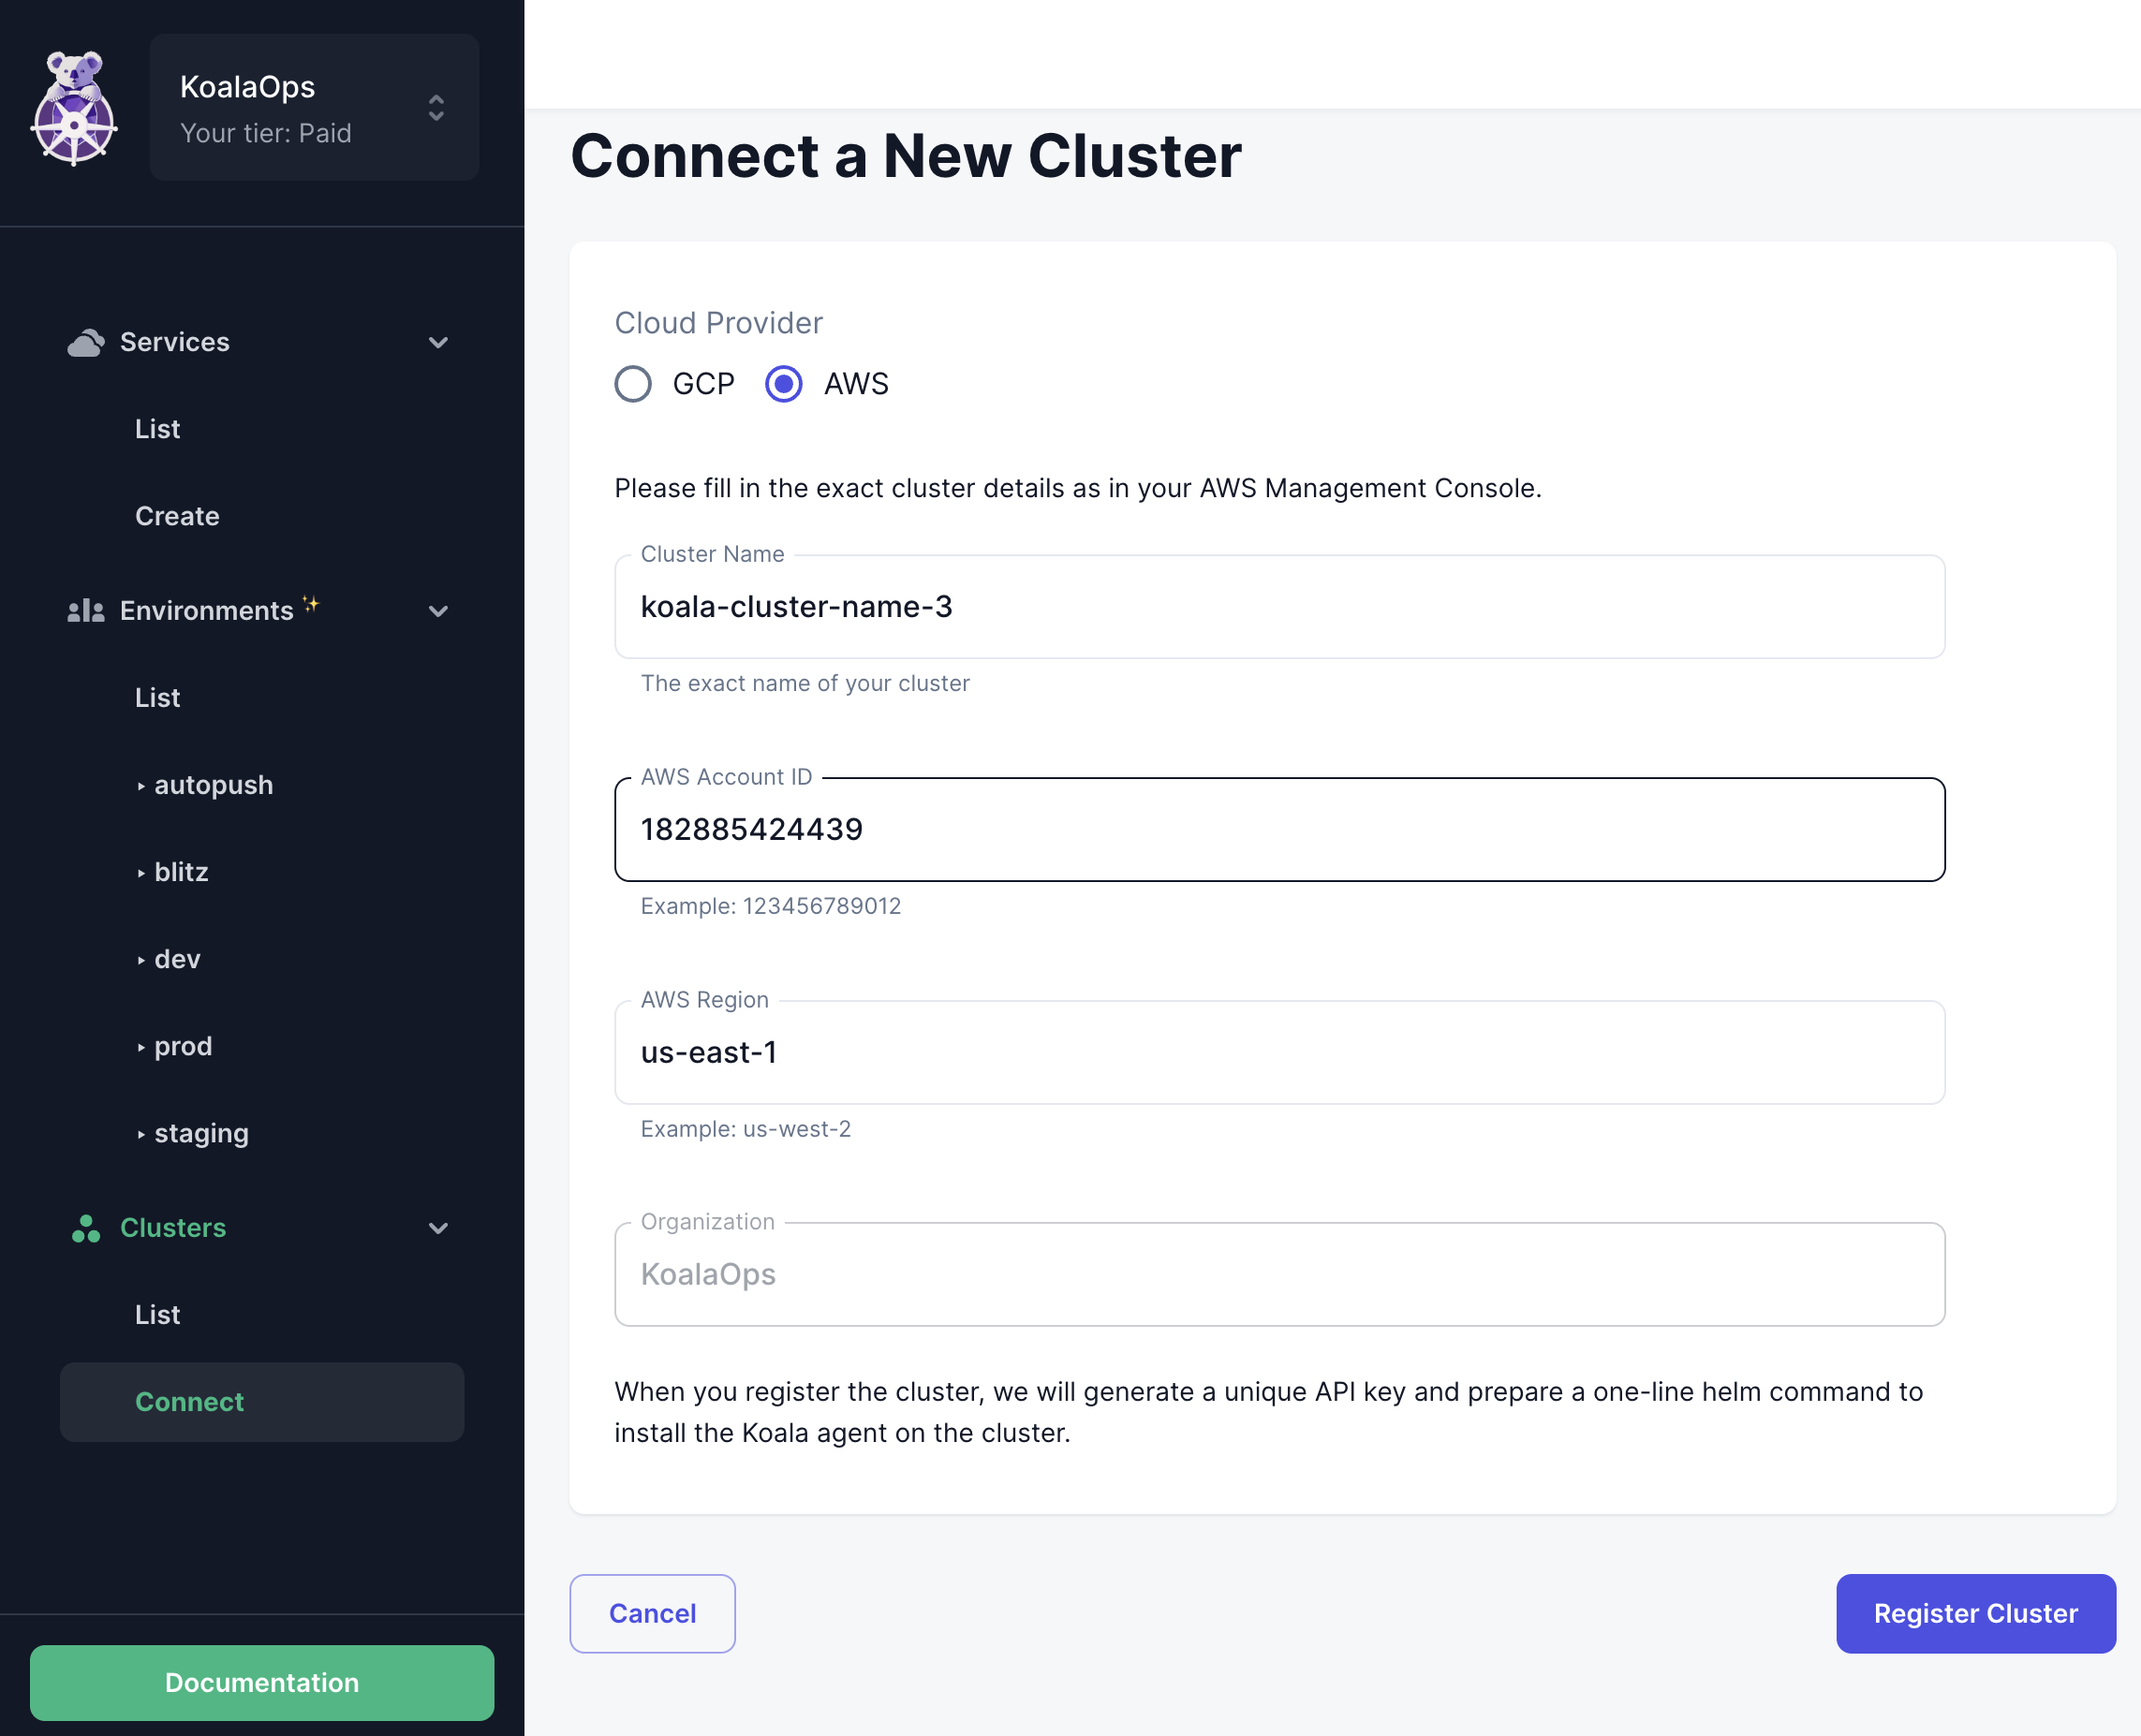 KoalaOps
Your tier: Paid
Services
List
Create
Environments
List
autopush
blitz
dev
prod
staging
Clusters
List
Connect
Documentation
Connect a New Cluster
Cloud Provider
GCP AWS
Please fill in the exact cluster details as in your AWS Management Console.
Cluster Name
koala-cluster-name-3
The exact name of your cluster
AWS Account ID
182885424439
Example: 123456789012
AWS Region
us-east-1
Example: us-west-2
Organization
KoalaOps
When you register the cluster, we will generate a unique API key and prepare a one-line helm command to
install the Koala agent on the cluster.
Cancel
Register Cluster